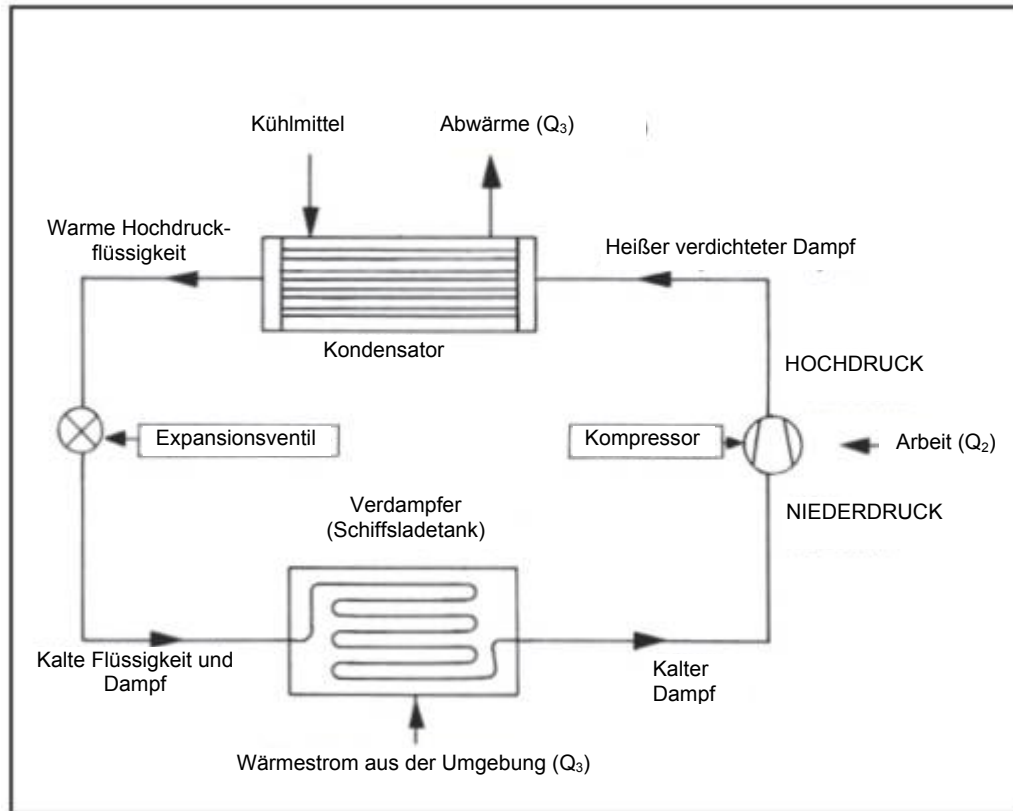 Kühlmittel
Abwärme (Q₃)
Warme Hochdruck-
flüssigkeit
Heißer verdichteter Dampf
Kondensator
HOCHDRUCK
Expansionsventil
Kompressor
Arbeit (Q₂)
Verdampfer
(Schiffsladetank)
NIEDERDRUCK
Kalte Flüssigkeit und
Dampf
Kalter
Dampf
Wärmestrom aus der Umgebung (Q₃)